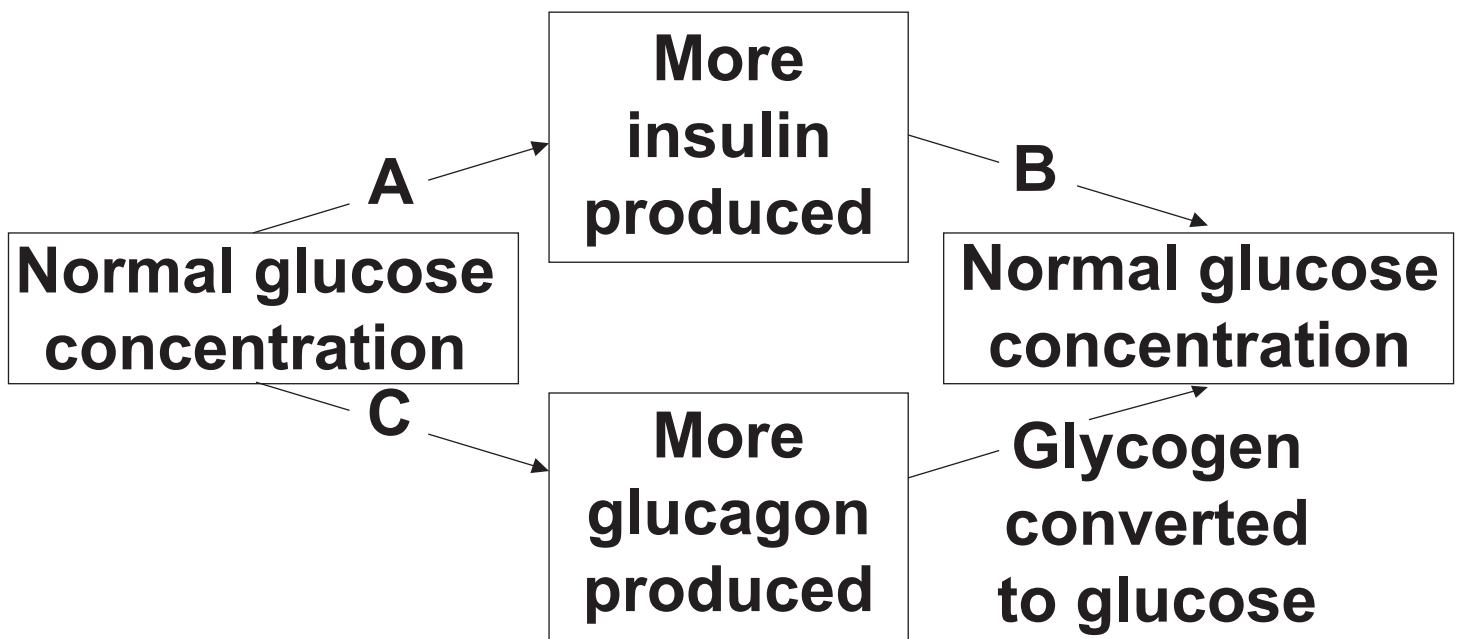 More
insulin
produced
A
B
Normal glucose
concentration
Normal glucose
concentration
C
More
glucagon
produced
Glycogen
converted
to glucose